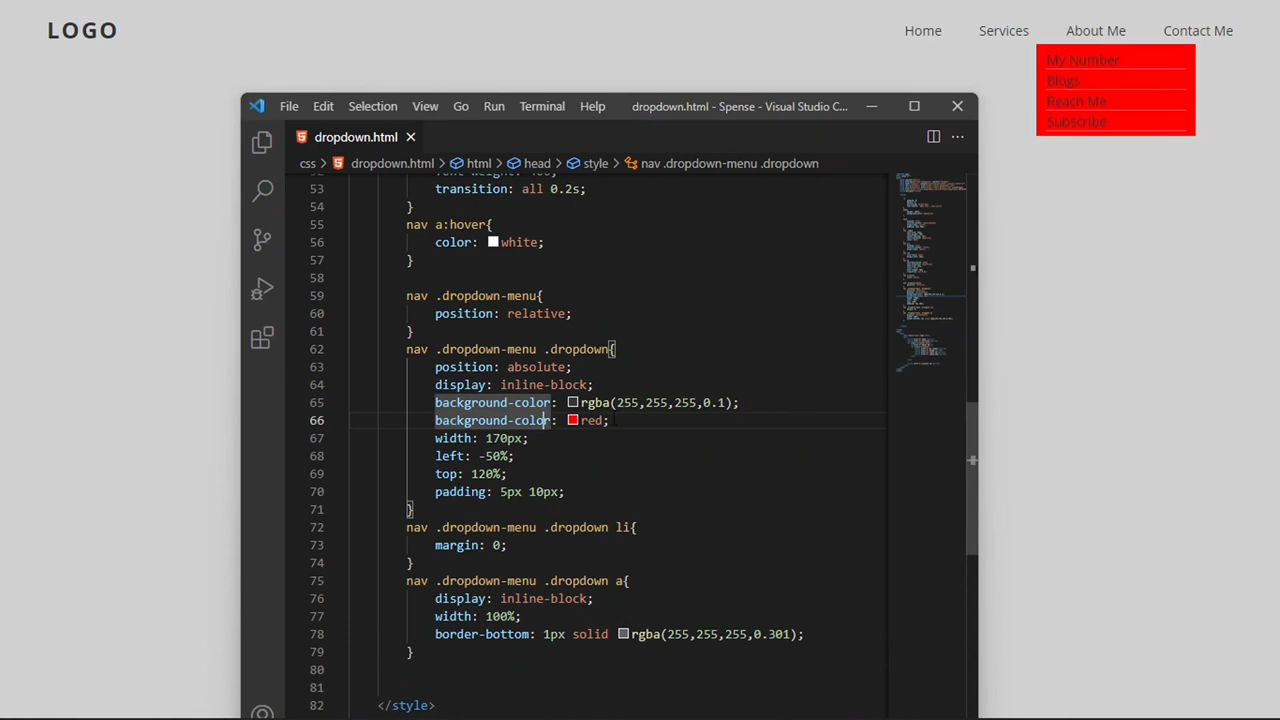 LOGO
Home Services About Me Contact Me
My Number
Blogs
Reach Me
Subscribe
File Edit Selection View Go Run Terminal Help dropdown.html - Spense - Visual Studio C...
dropdown.html
css > dropdown.html > html > head > style > nav .dropdown-menu .dropdown
53 transition: all 0.2s;
54 }
55 nav a:hover{
56 color: white;
57 }
58
59 nav .dropdown-menu{
60 position: relative;
61 }
62 nav .dropdown-menu .dropdown{
63 position: absolute;
64 display: inline-block;
65 background-color: rgba(255,255,255,0.1);
66 background-color: red;
67 width: 170px;
68 left: -50%;
69 top: 120%;
70 padding: 5px 10px;
71 }
72 nav .dropdown-menu .dropdown li{
73 margin: 0;
74 }
75 nav .dropdown-menu .dropdown a{
76 display: inline-block;
77 width: 100%;
78 border-bottom: 1px solid rgba(255,255,255,0.301);
79 }
80
81
82 </style>